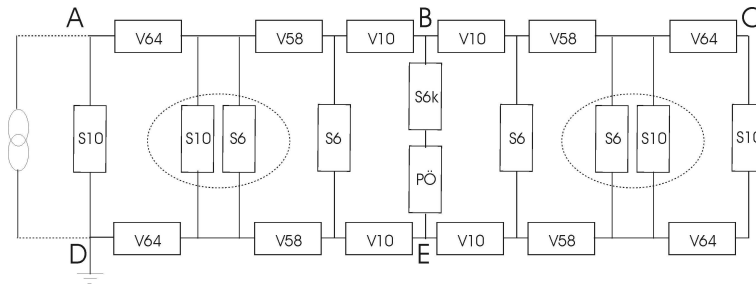 A B C
V64 V58 V10 V10 V58 V64
S6k
S10 S10 S6 S6 S6 S6 S10 S10
PÖ
V64 V58 V10 V10 V58 V64
D E